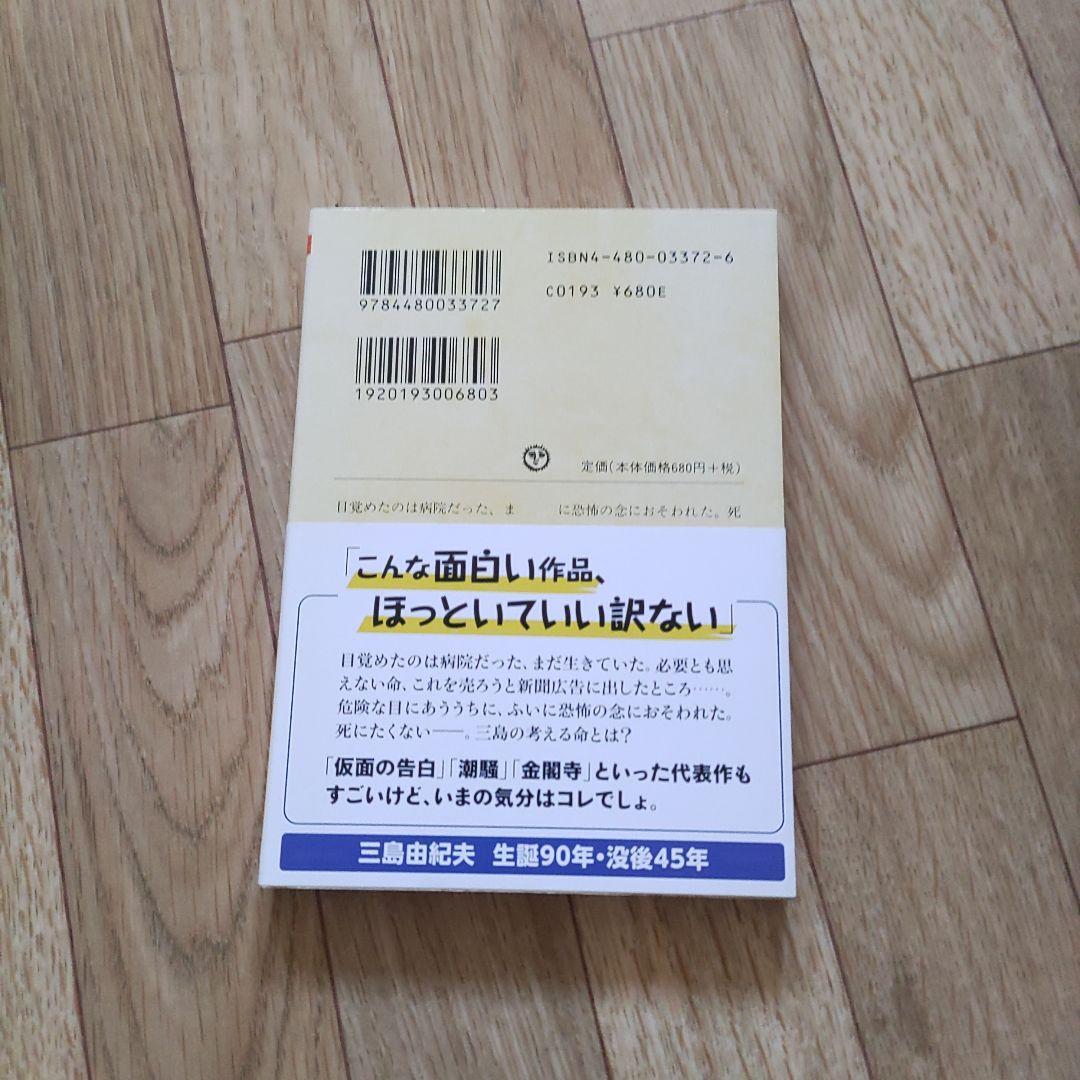 ISBN4-480-03372-6
9784480033727
C0193 ¥680E
1920193006803
定価(本体価格680円+税)
目覚めたのは病院だった、ま に恐怖の念におそわれた。死
「こんな面白い作品、
ほっといていい訳ない」
目覚めたのは病院だった、まだ生きていた。必要とも思
えない命、これを売ろうと新聞広告に出したところ……。
危険な目にあううちに、ふいに恐怖の念におそわれた。
死にたくない──。三島の考える命とは?
「仮面の告白」「潮騒」「金閣寺」といった代表作も
すごいけど、いまの気分はコレでしょ。
三島由紀夫 生誕90年・没後45年